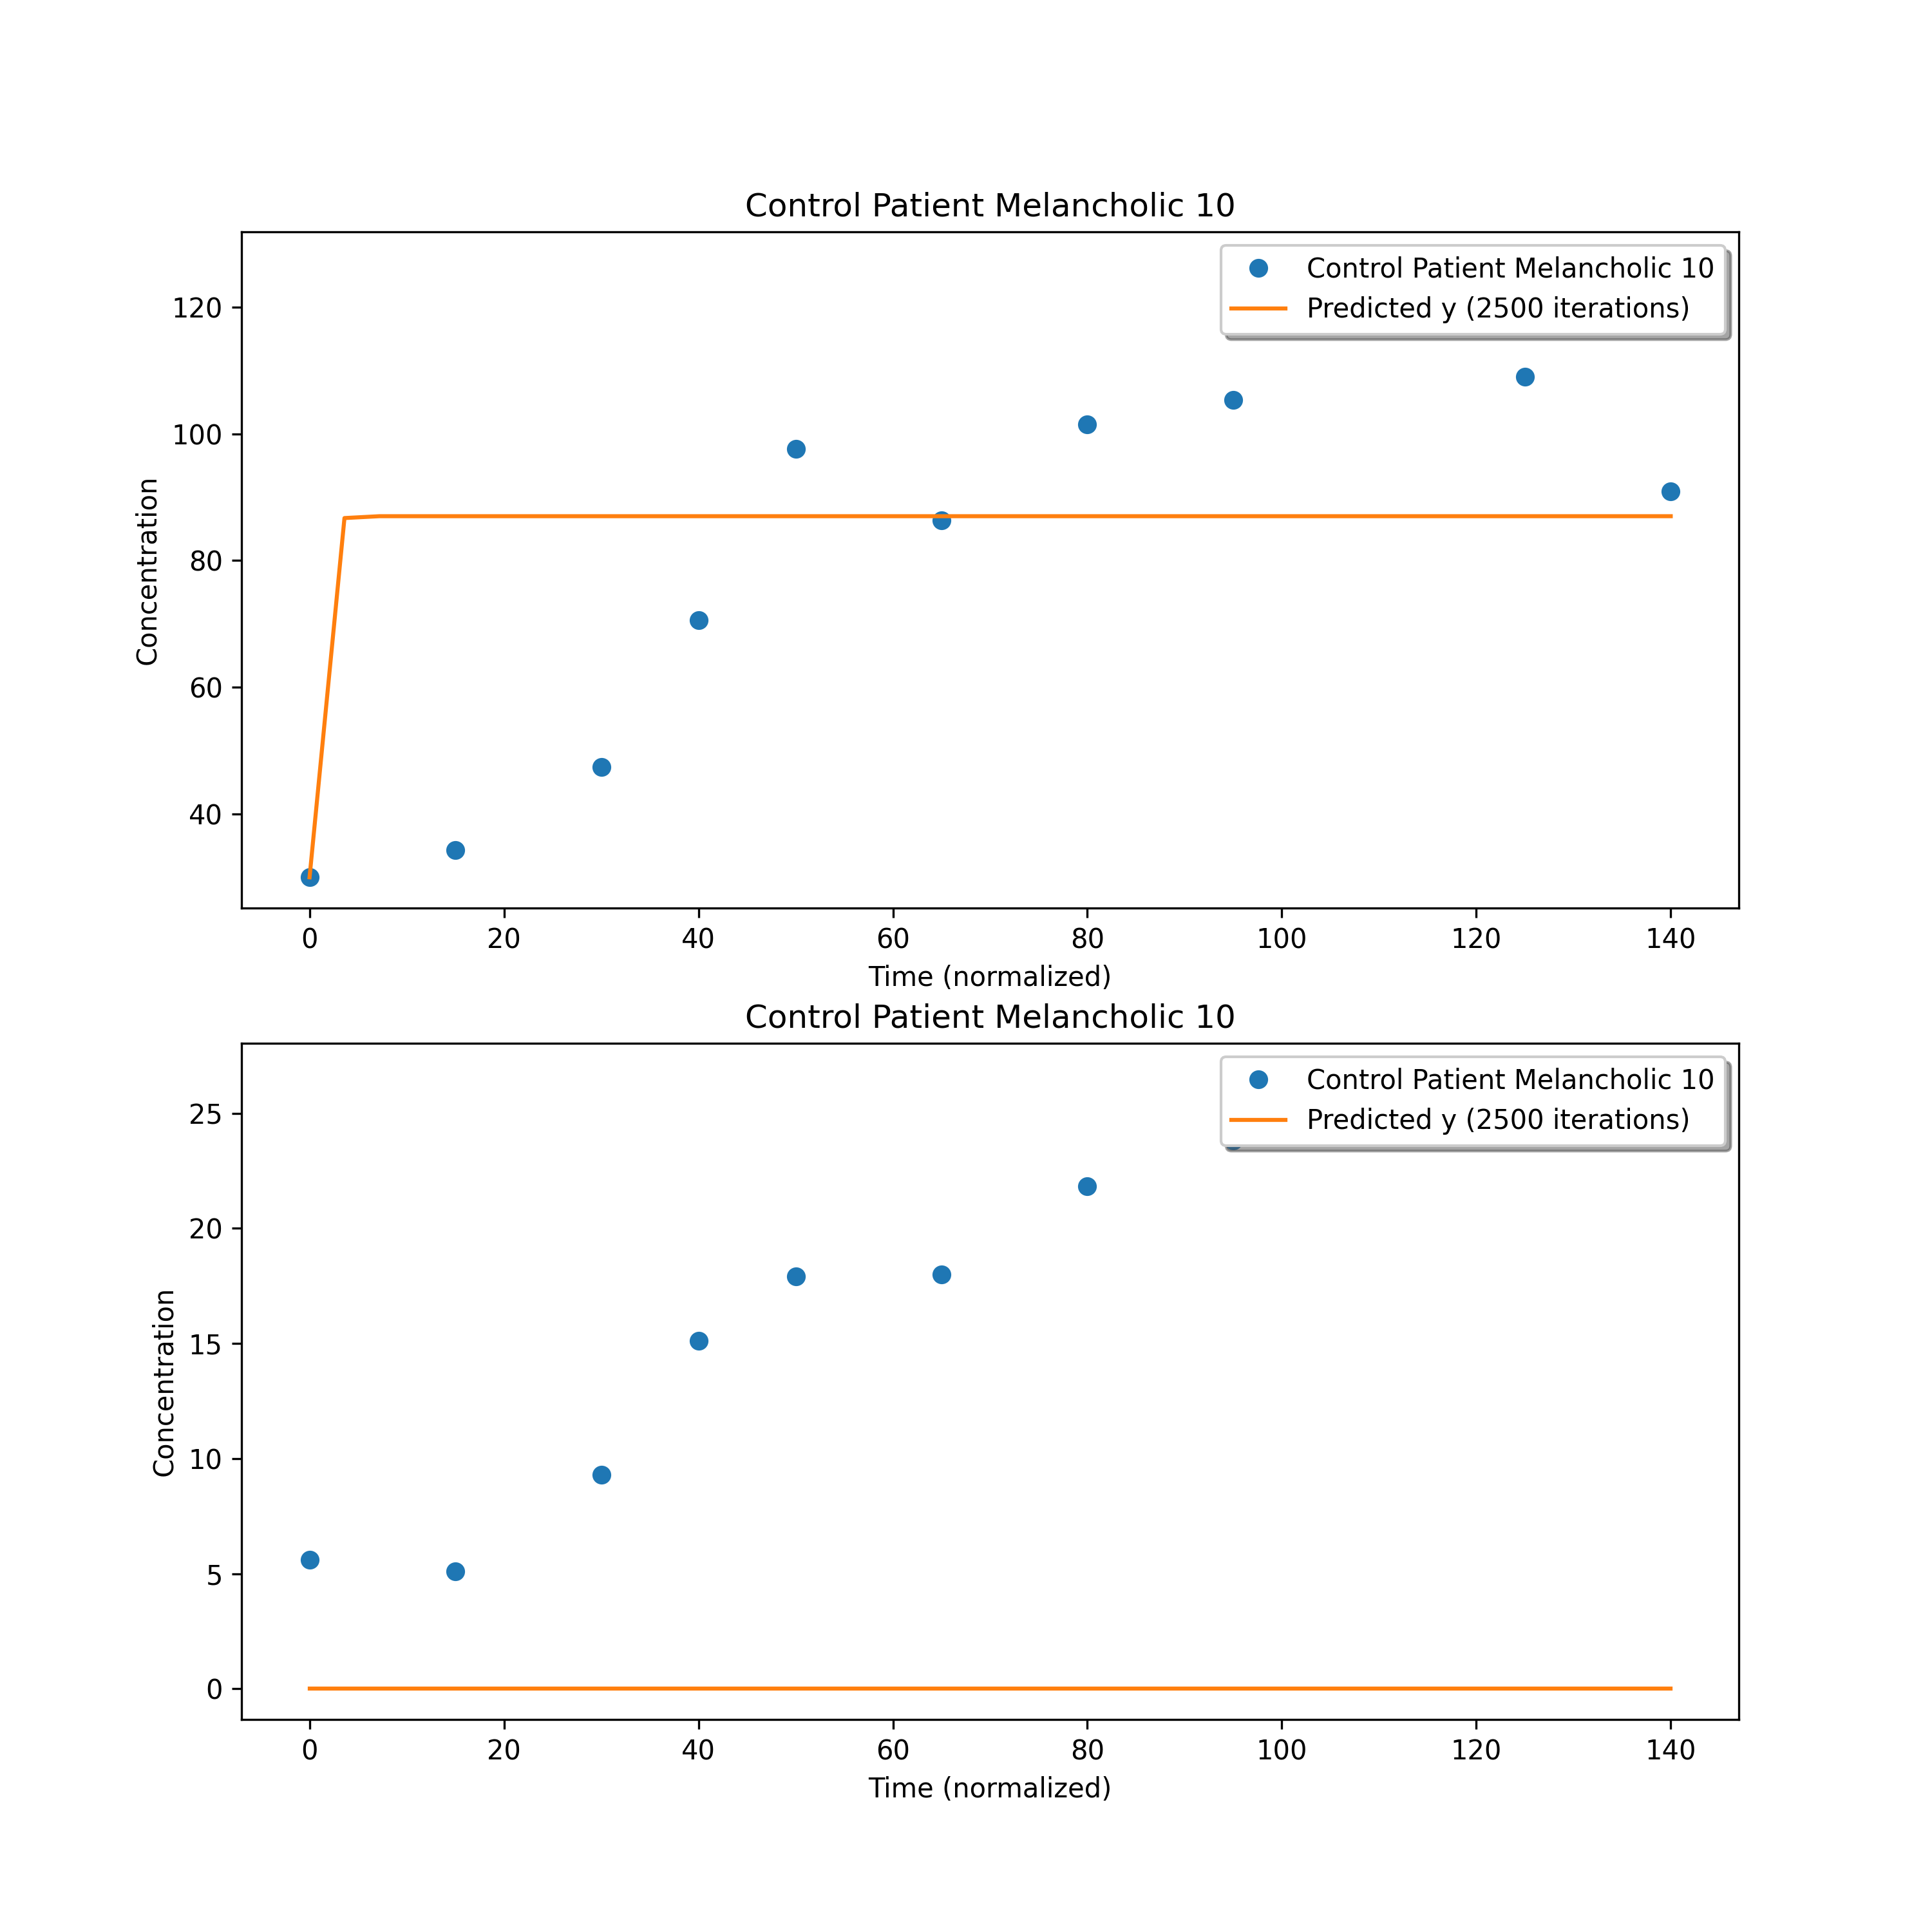 Control Patient Melancholic 10
Control Patient Melancholic 10
Predicted y (2500 iterations)
120
100
80
60
40
Concentration
0 20 40 60 80 100 120 140
Time (normalized)
Control Patient Melancholic 10
Control Patient Melancholic 10
Predicted y (2500 iterations)
25
20
15
10
5
0
Concentration
0 20 40 60 80 100 120 140
Time (normalized)